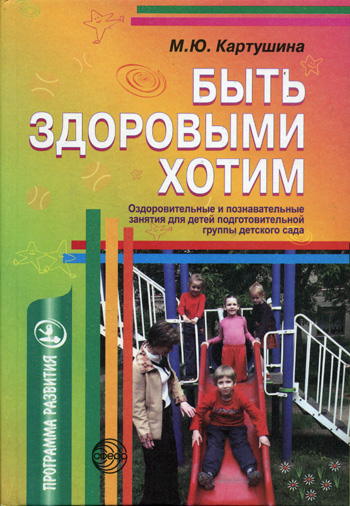 М.Ю. Картушина
БЫТЬ
ЗДОРОВЫМИ
ХОТИМ
Оздоровительные и познавательные
занятия для детей подготовительной
группы детского сада
ПРОГРАММА РАЗВИТИЯ
СФЕРА